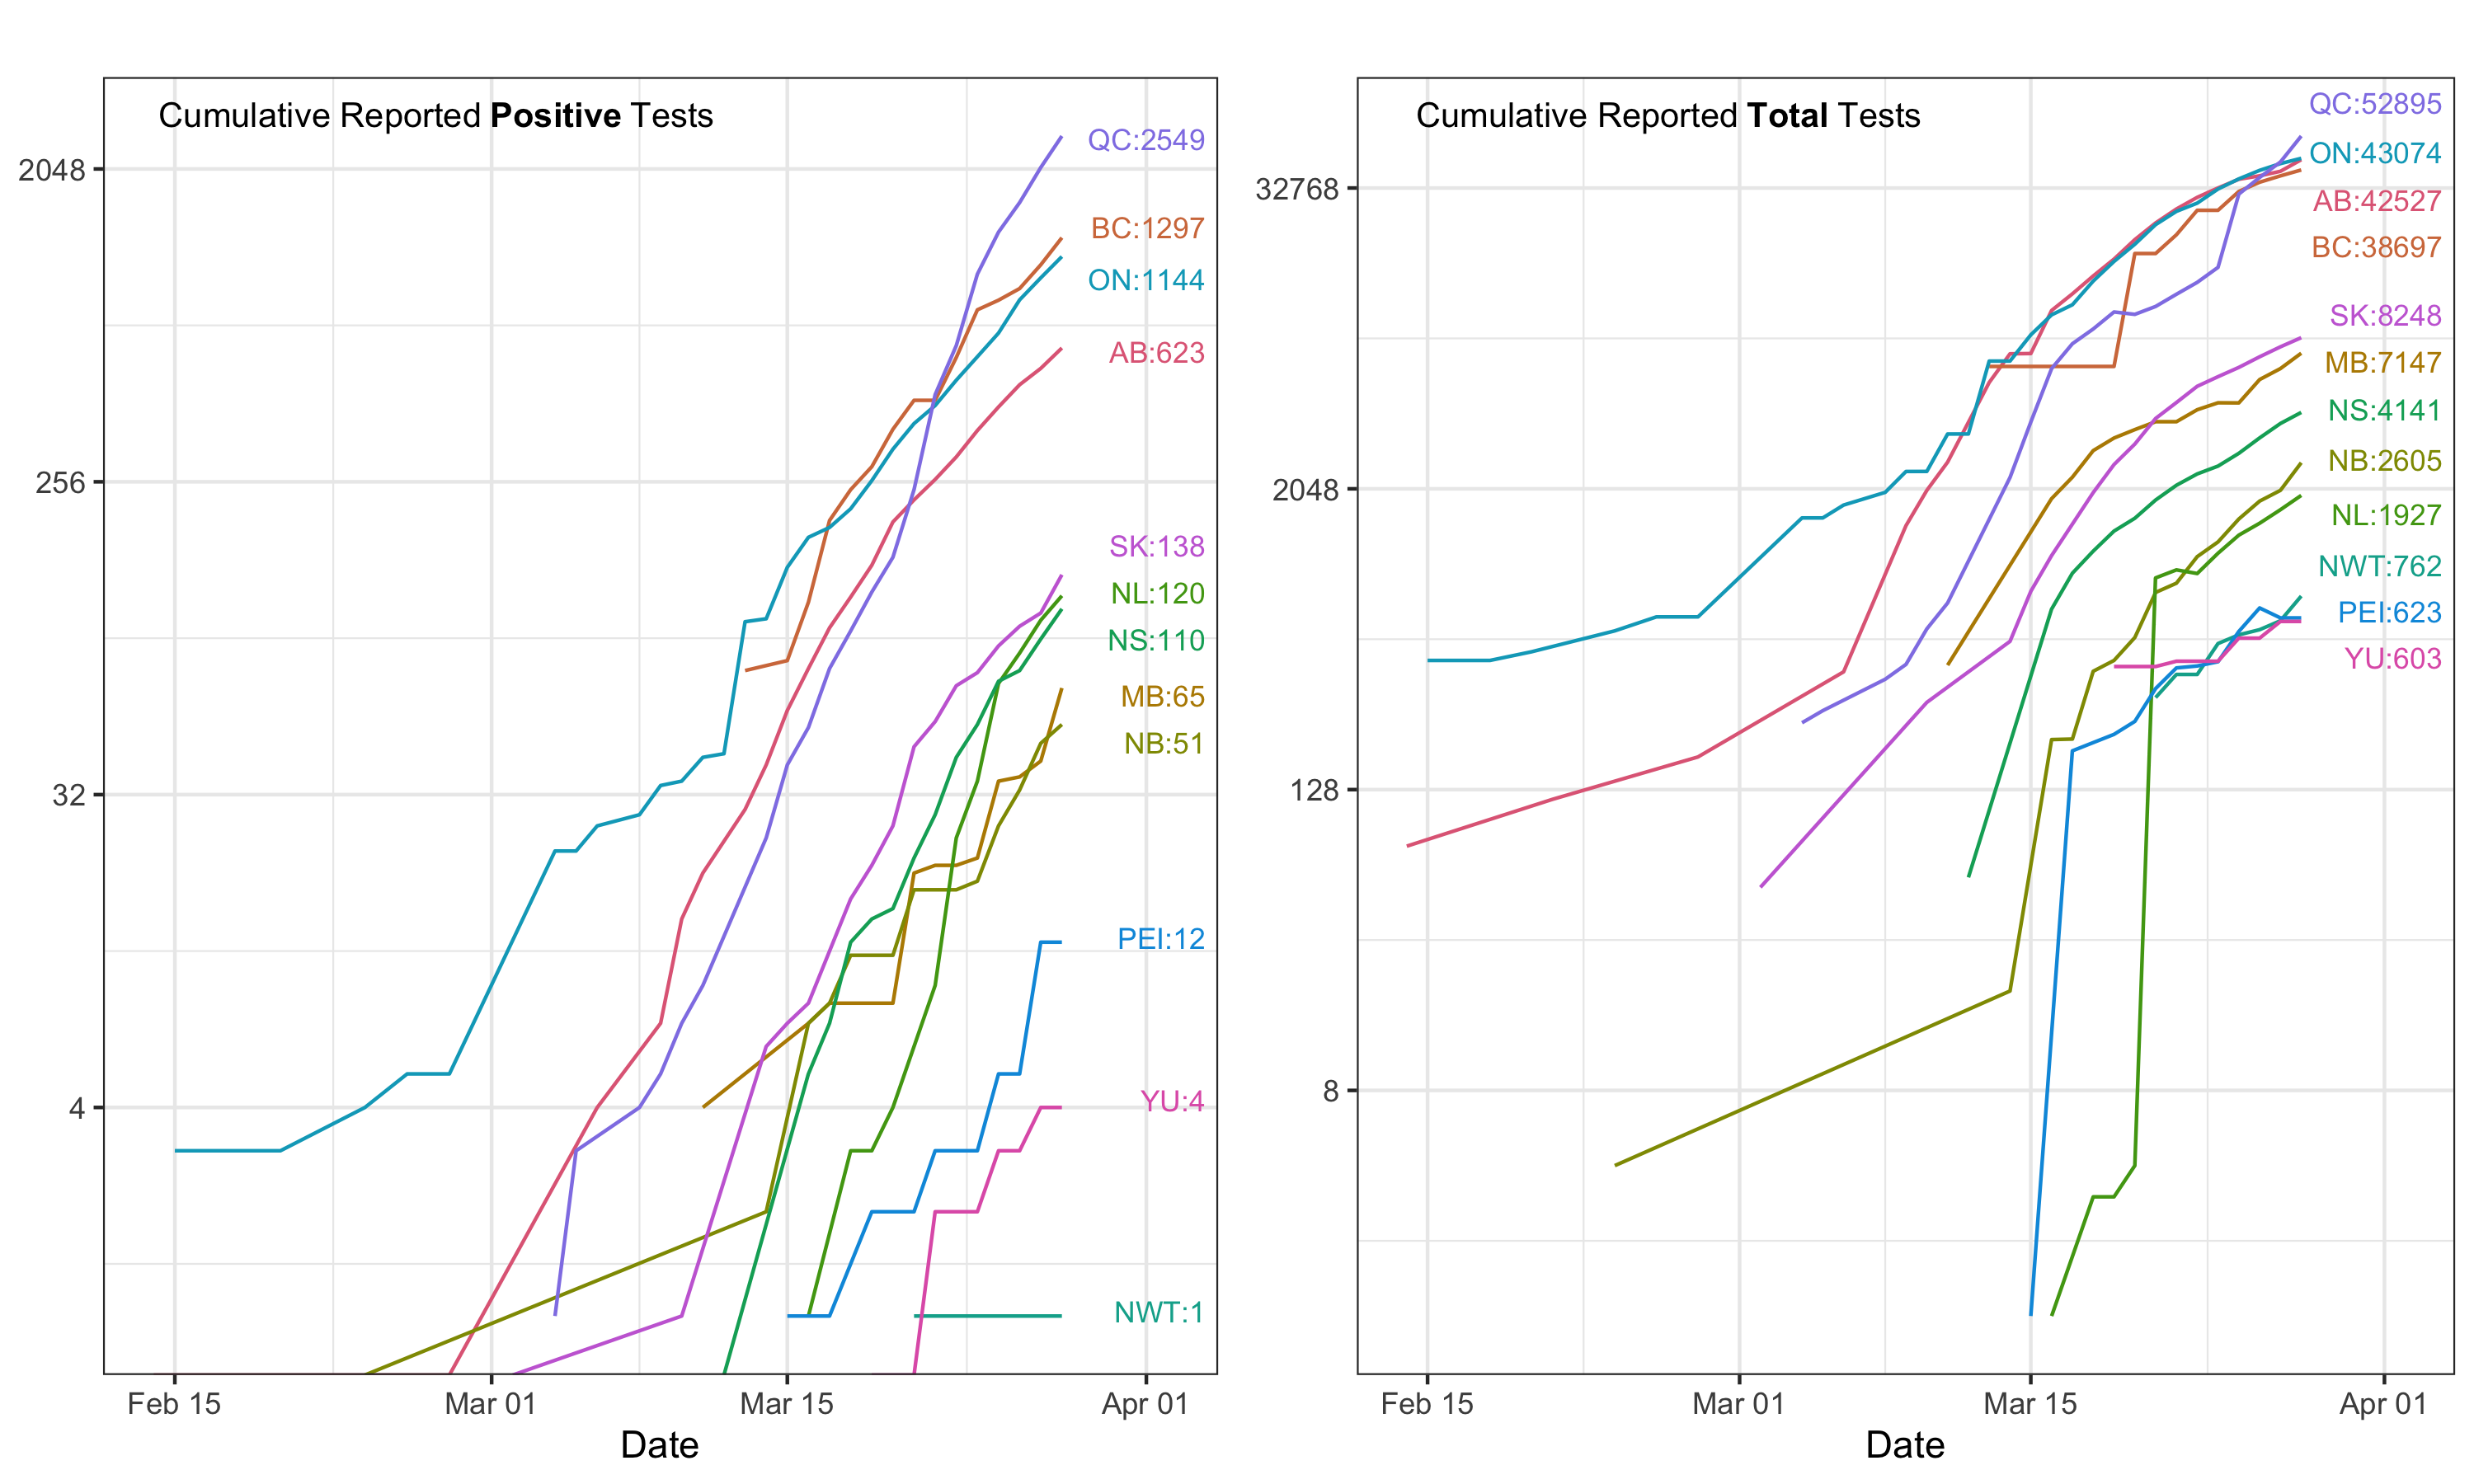 Cumulative Reported Positive Tests
2048
256
32
4
QC:2549
BC:1297
ON:1144
AB:623
SK:138
NL:120
NS:110
MB:65
NB:51
PEI:12
YU:4
NWT:1
Feb 15
Mar 01
Mar 15
Apr 01
Date
Cumulative Reported Total Tests
32768
2048
128
8
QC:52895
ON:43074
AB:42527
BC:38697
SK:8248
MB:7147
NS:4141
NB:2605
NL:1927
NWT:762
PEI:623
YU:603
Feb 15
Mar 01
Mar 15
Apr 01
Date